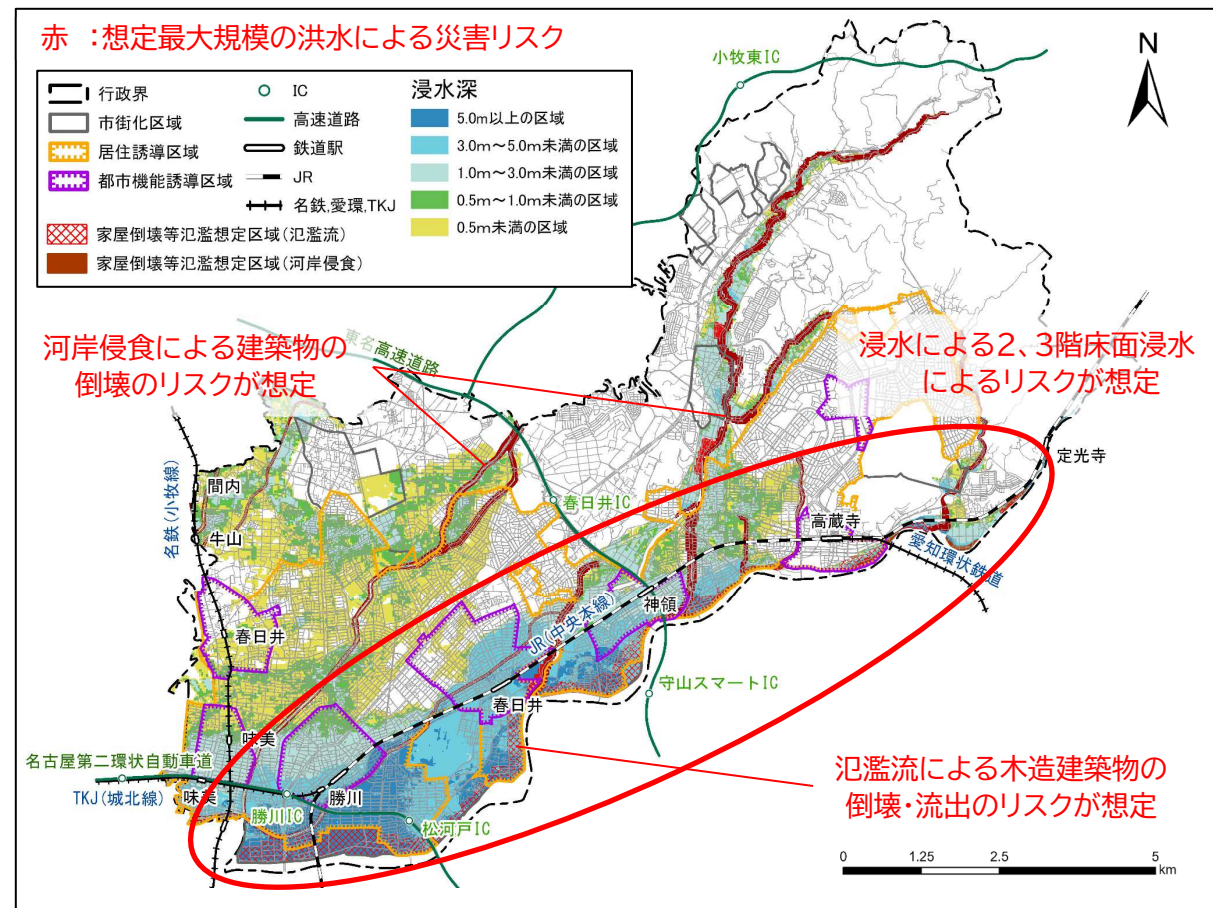 赤 ：想定最大規模の洪水による災害リスク
行政界
市街化区域
居住誘導区域
都市機能誘導区域
IC
高速道路
鉄道駅
JR
名鉄,愛環,TKJ
家屋倒壊等氾濫想定区域(氾濫流)
家屋倒壊等氾濫想定区域(河岸侵食)
浸水深
5.0m以上の区域
3.0m～5.0m未満の区域
1.0m～3.0m未満の区域
0.5m～1.0m未満の区域
0.5m未満の区域
小牧東IC
N
東名高速道路
河岸侵食による建築物の
倒壊のリスクが想定
浸水による2、3階床面浸水
によるリスクが想定
定光寺
間内
名鉄(小牧線)
牛山
春日井IC
高蔵寺
愛知環状鉄道
神領
JR(中央本線)
春日井
守山スマートIC
春日井
味美
名古屋第二環状自動車道
TKJ(城北線)
味美
勝川IC
勝川
松河戸IC
氾濫流による木造建築物の
倒壊・流出のリスクが想定
0 1.25 2.5 5
km